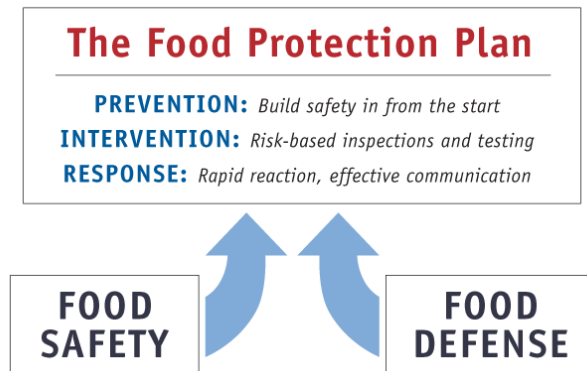 The Food Protection Plan
PREVENTION: Build safety in from the start
INTERVENTION: Risk-based inspections and testing
RESPONSE: Rapid reaction, effective communication
FOOD
SAFETY
FOOD
DEFENSE